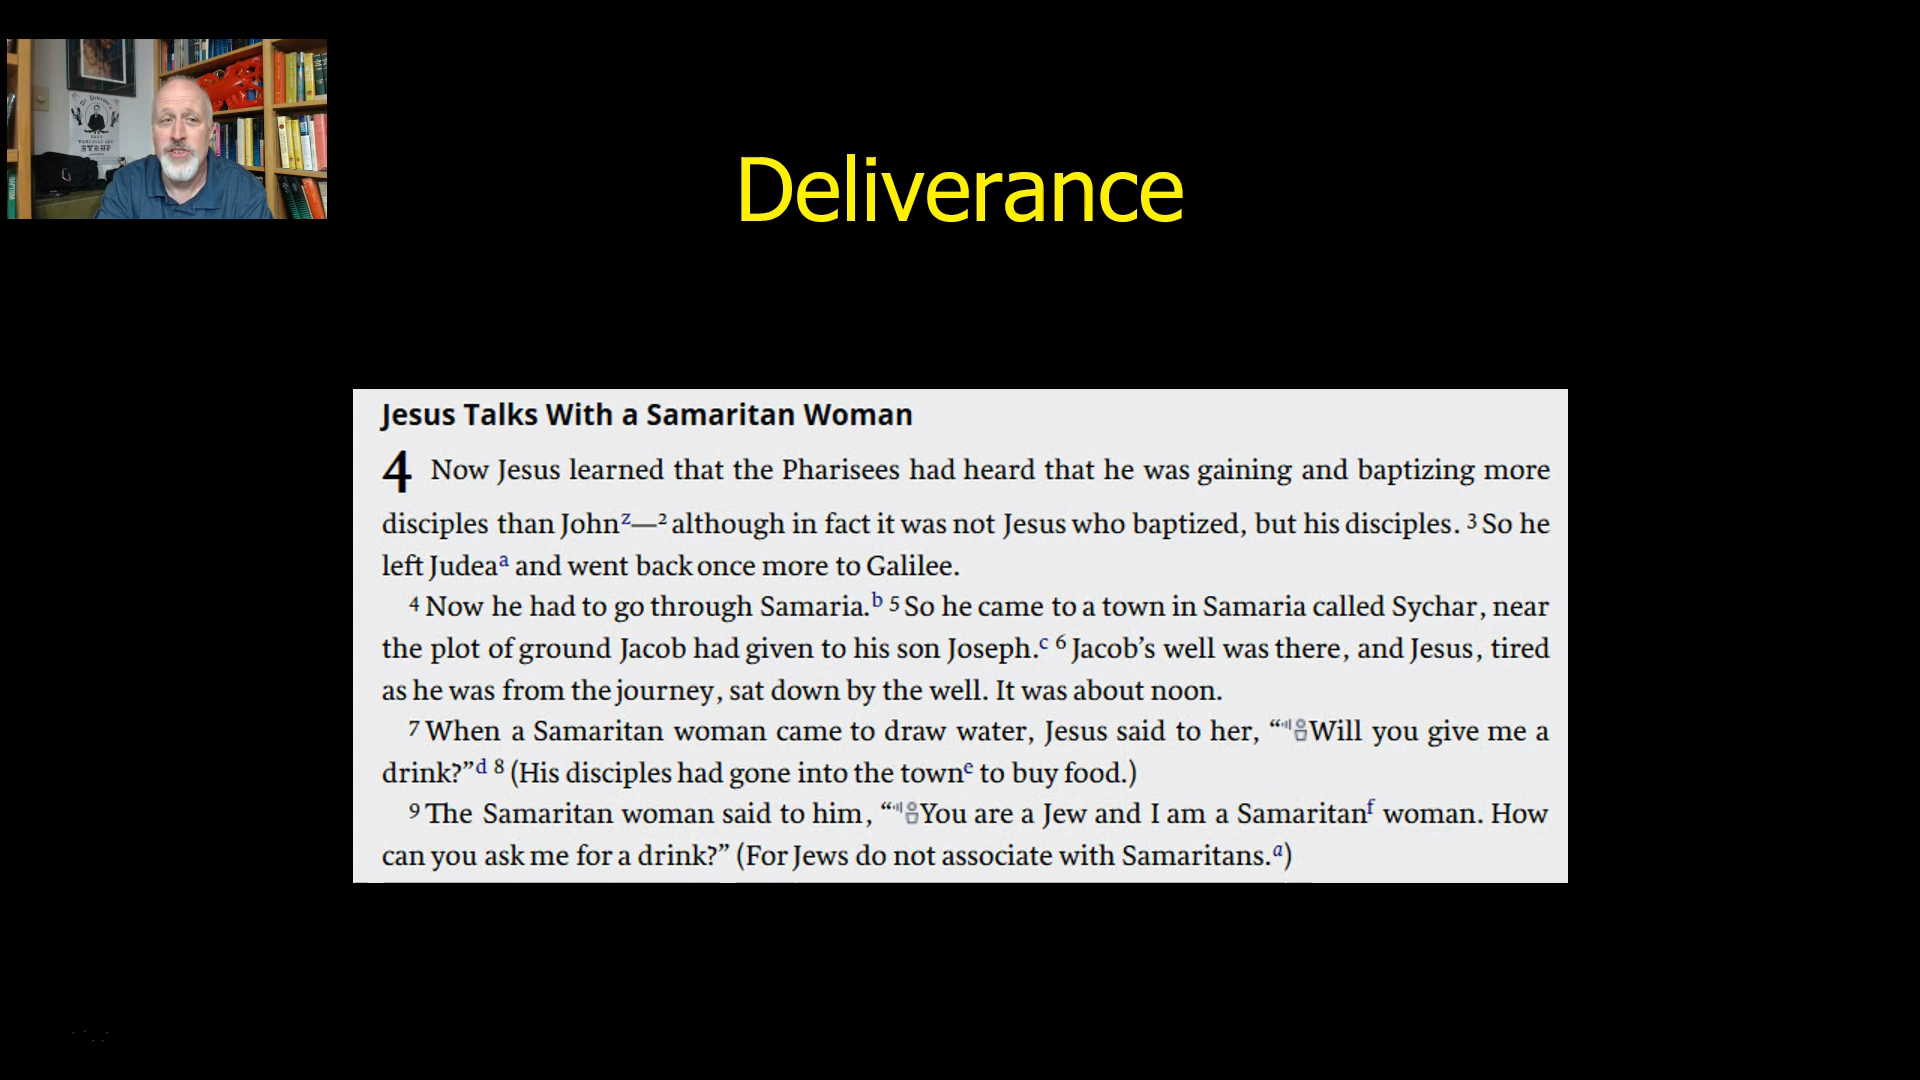 Deliverance
Jesus Talks With a Samaritan Woman
4 Now Jesus learned that the Pharisees had heard that he was gaining and baptizing more
disciples than Johnz—2 although in fact it was not Jesus who baptized, but his disciples. 3 So he
left Judeaa and went back once more to Galilee.
4 Now he had to go through Samaria.b 5 So he came to a town in Samaria called Sychar, near
the plot of ground Jacob had given to his son Joseph.c 6 Jacob’s well was there, and Jesus, tired
as he was from the journey, sat down by the well. It was about noon.
7 When a Samaritan woman came to draw water, Jesus said to her, “Will you give me a
drink?”d 8 (His disciples had gone into the towne to buy food.)
9 The Samaritan woman said to him, “You are a Jew and I am a Samaritanf woman. How
can you ask me for a drink?” (For Jews do not associate with Samaritans.a)
SYRUP